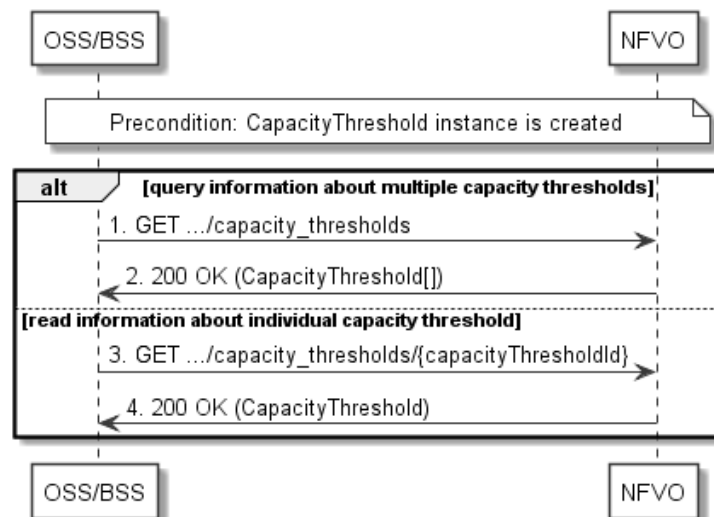 OSS/BSS NFVO
Precondition: CapacityThreshold instance is created
alt [query information about multiple capacity thresholds]
1. GET .../capacity_thresholds
2. 200 OK (CapacityThreshold[])
[read information about individual capacity threshold]
3. GET .../capacity_thresholds/{capacityThresholdId}
4. 200 OK (CapacityThreshold)
OSS/BSS NFVO